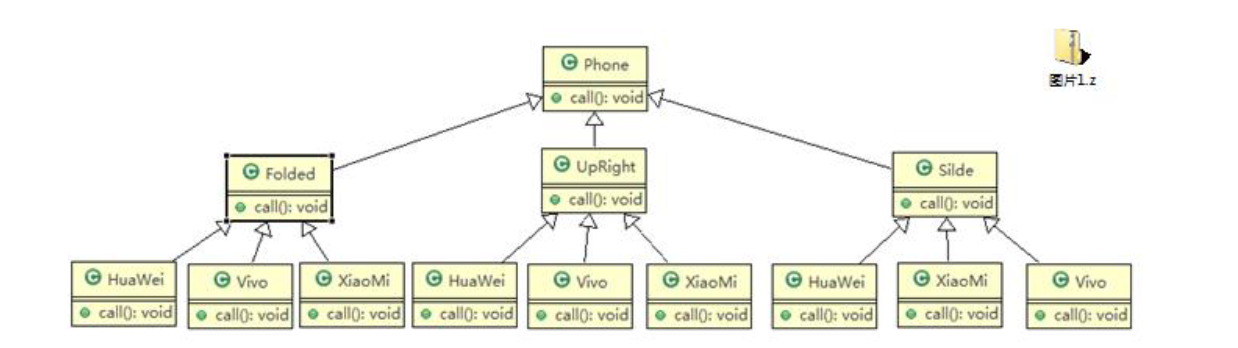 Phone
call(): void
图片1.z
Folded
call(): void
UpRight
call(): void
Silde
call(): void
HuaWei
call(): void
Vivo
call(): void
XiaoMi
call(): void
HuaWei
call(): void
Vivo
call(): void
XiaoMi
call(): void
HuaWei
call(): void
XiaoMi
call(): void
Vivo
call(): void